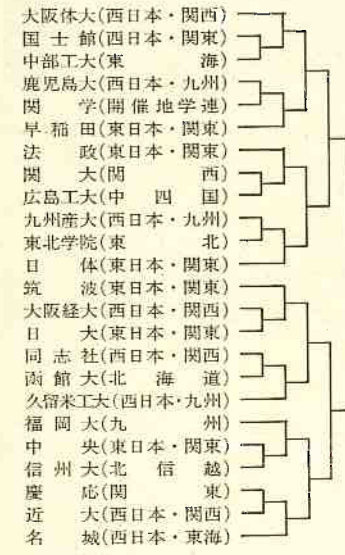 大阪体大(西日本・関西)
国士館(西日本・関東)
中部工大(東海)
鹿児島大(西日本・九州)
関学(開催地学連)
早稲田(東日本・関東)
法政(東日本・関東)
関大(関西)
広島工大(中四国)
九州産大(西日本・九州)
東北学院(東北)
日体(東日本・関東)
筑波(東日本・関東)
大阪経大(西日本・関西)
日大(東日本・関東)
同志社(西日本・関西)
函館大(北海道)
久留米工大(西日本・九州)
福岡大(九州)
中央(東日本・関東)
信州大(北信越)
慶応(関東)
近大(西日本・関西)
名城(西日本・東海)